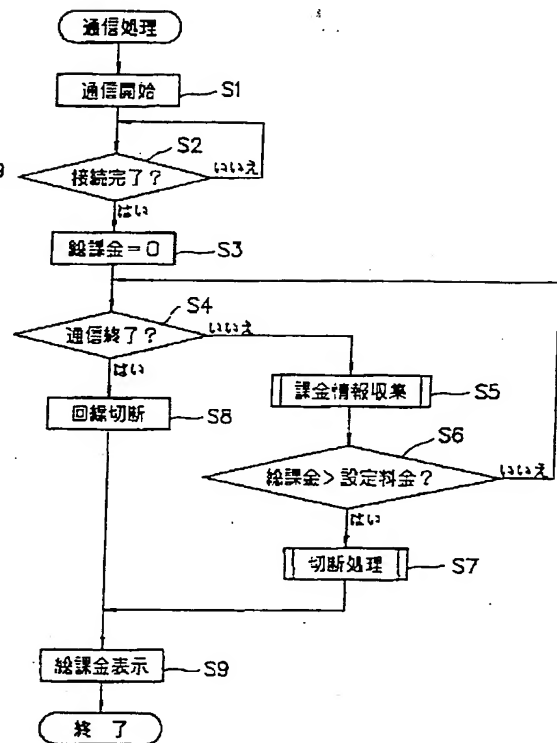 通信処理
通信開始 S1
S2
接続完了? いいえ
はい
総課金=0 S3
S4
通信終了? いいえ
はい
課金情報収集 S5
回線切断 S8
S6
総課金>設定料金? いいえ
はい
切断処理 S7
総課金表示 S9
終了